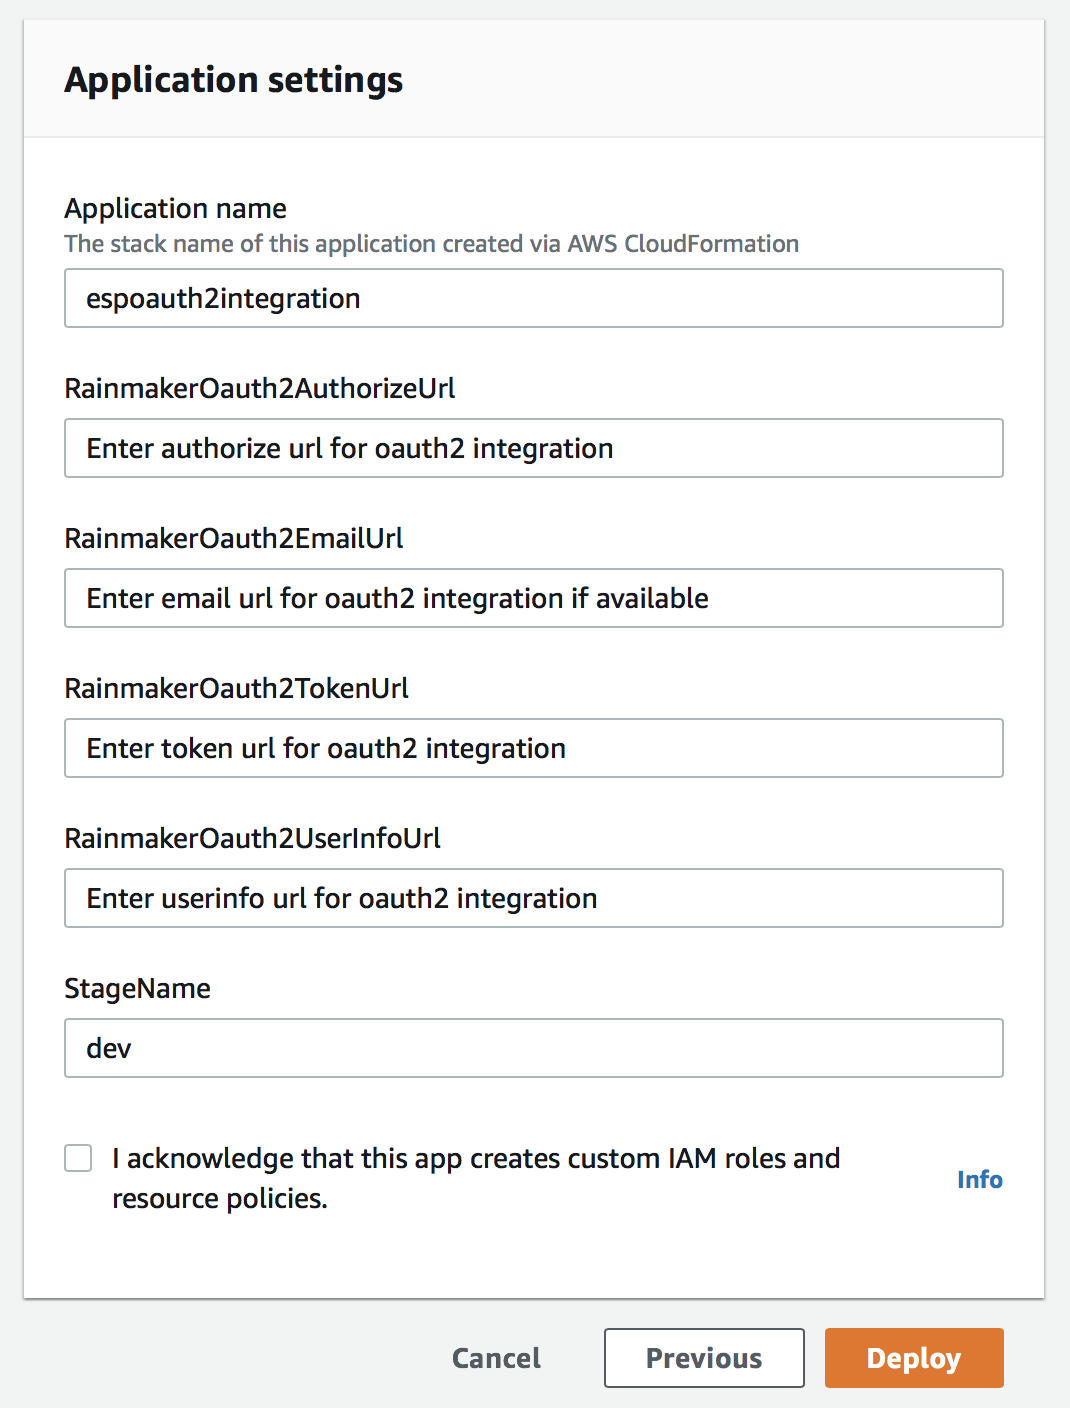 Application settings
Application name
The stack name of this application created via AWS CloudFormation
espoauth2integration
RainmakerOauth2AuthorizeUrl
Enter authorize url for oauth2 integration
RainmakerOauth2EmailUrl
Enter email url for oauth2 integration if available
RainmakerOauth2TokenUrl
Enter token url for oauth2 integration
RainmakerOauth2UserInfoUrl
Enter userinfo url for oauth2 integration
StageName
dev
I acknowledge that this app creates custom IAM roles and
resource policies.
Info
Cancel
Previous
Deploy